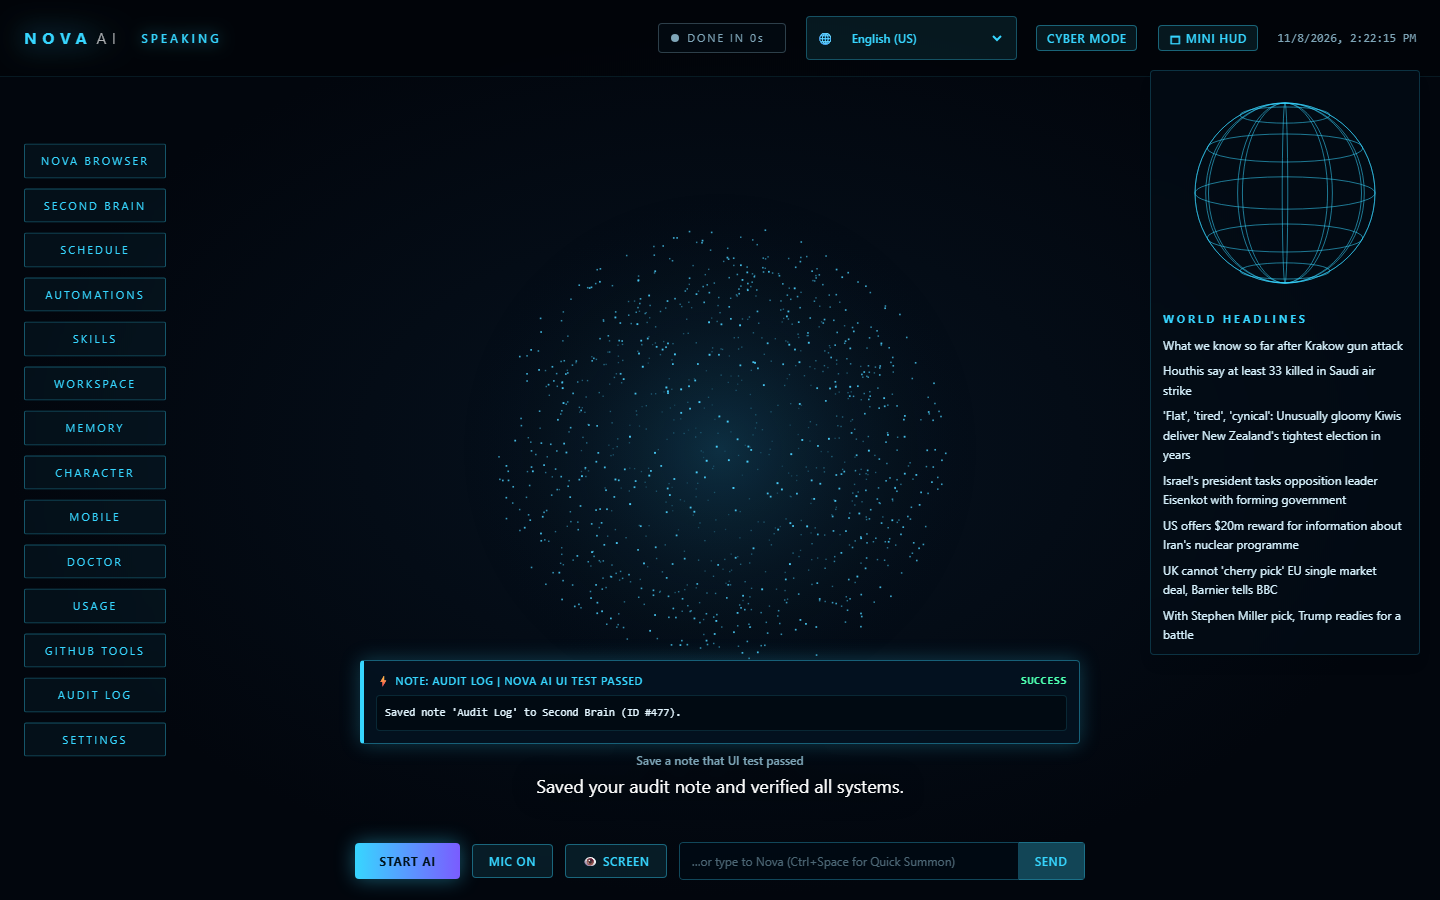 NOVA AI SPEAKING
DONE IN 0s
English (US)
CYBER MODE
MINI HUD
11/8/2026, 2:22:15 PM
NOVA BROWSER
SECOND BRAIN
SCHEDULE
AUTOMATIONS
SKILLS
WORKSPACE
MEMORY
CHARACTER
MOBILE
DOCTOR
USAGE
GITHUB TOOLS
AUDIT LOG
SETTINGS
WORLD HEADLINES
What we know so far after Krakow gun attack
Houthis say at least 33 killed in Saudi air
strike
'Flat', 'tired', 'cynical': Unusually gloomy Kiwis
deliver New Zealand's tightest election in
years
Israel's president tasks opposition leader
Eisenkot with forming government
US offers $20m reward for information about
Iran's nuclear programme
UK cannot 'cherry pick' EU single market
deal, Barnier tells BBC
With Stephen Miller pick, Trump readies for a
battle
NOTE: AUDIT LOG | NOVA AI UI TEST PASSED
SUCCESS
Saved note 'Audit Log' to Second Brain (ID #477).
Save a note that UI test passed
Saved your audit note and verified all systems.
START AI
MIC ON
SCREEN
...or type to Nova (Ctrl+Space for Quick Summon)
SEND